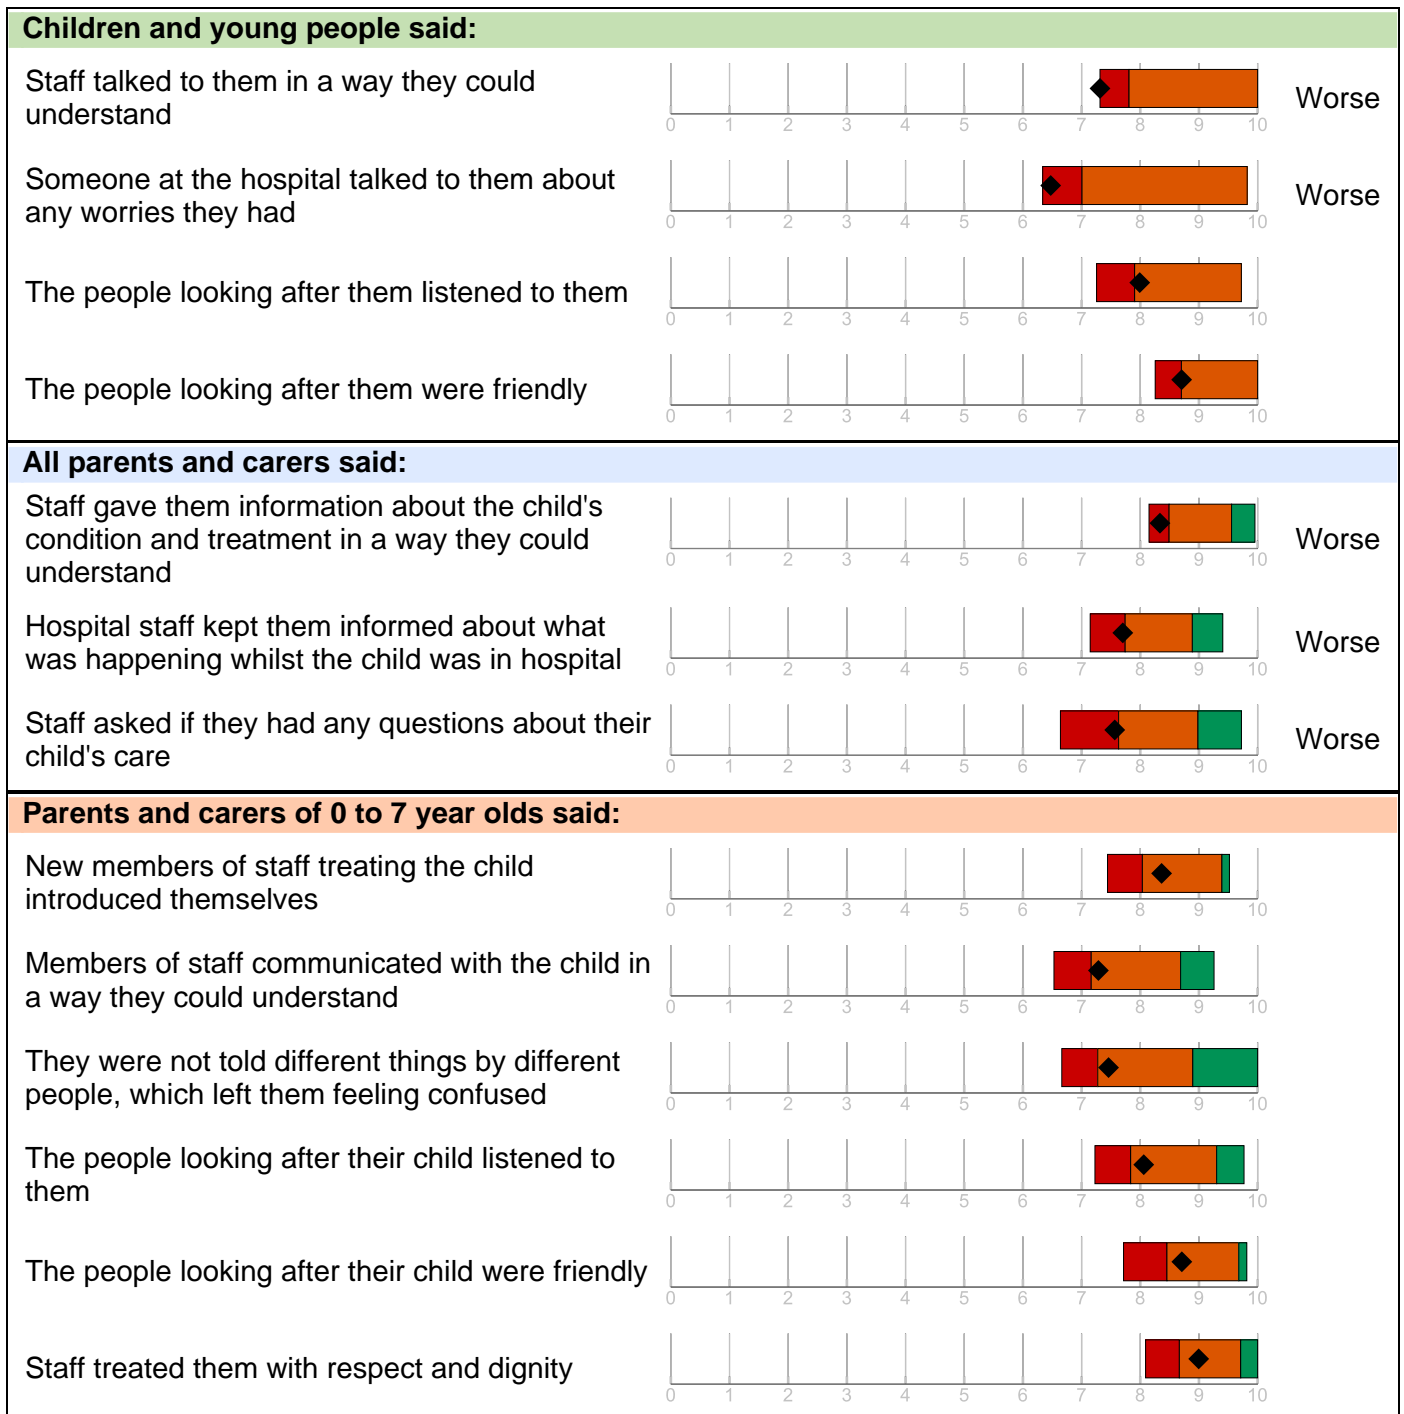 Children and young people said:
Staff talked to them in a way they could
understand
0 1 2 3 4 5 6 7 8 9 10
Worse
Someone at the hospital talked to them about
any worries they had
0 1 2 3 4 5 6 7 8 9 10
Worse
The people looking after them listened to them
0 1 2 3 4 5 6 7 8 9 10
The people looking after them were friendly
0 1 2 3 4 5 6 7 8 9 10
All parents and carers said:
Staff gave them information about the child's
condition and treatment in a way they could
understand
0 1 2 3 4 5 6 7 8 9 10
Worse
Hospital staff kept them informed about what
was happening whilst the child was in hospital
0 1 2 3 4 5 6 7 8 9 10
Worse
Staff asked if they had any questions about their
child's care
0 1 2 3 4 5 6 7 8 9 10
Worse
Parents and carers of 0 to 7 year olds said:
New members of staff treating the child
introduced themselves
0 1 2 3 4 5 6 7 8 9 10
Members of staff communicated with the child in
a way they could understand
0 1 2 3 4 5 6 7 8 9 10
They were not told different things by different
people, which left them feeling confused
0 1 2 3 4 5 6 7 8 9 10
The people looking after their child listened to
them
0 1 2 3 4 5 6 7 8 9 10
The people looking after their child were friendly
0 1 2 3 4 5 6 7 8 9 10
Staff treated them with respect and dignity
0 1 2 3 4 5 6 7 8 9 10